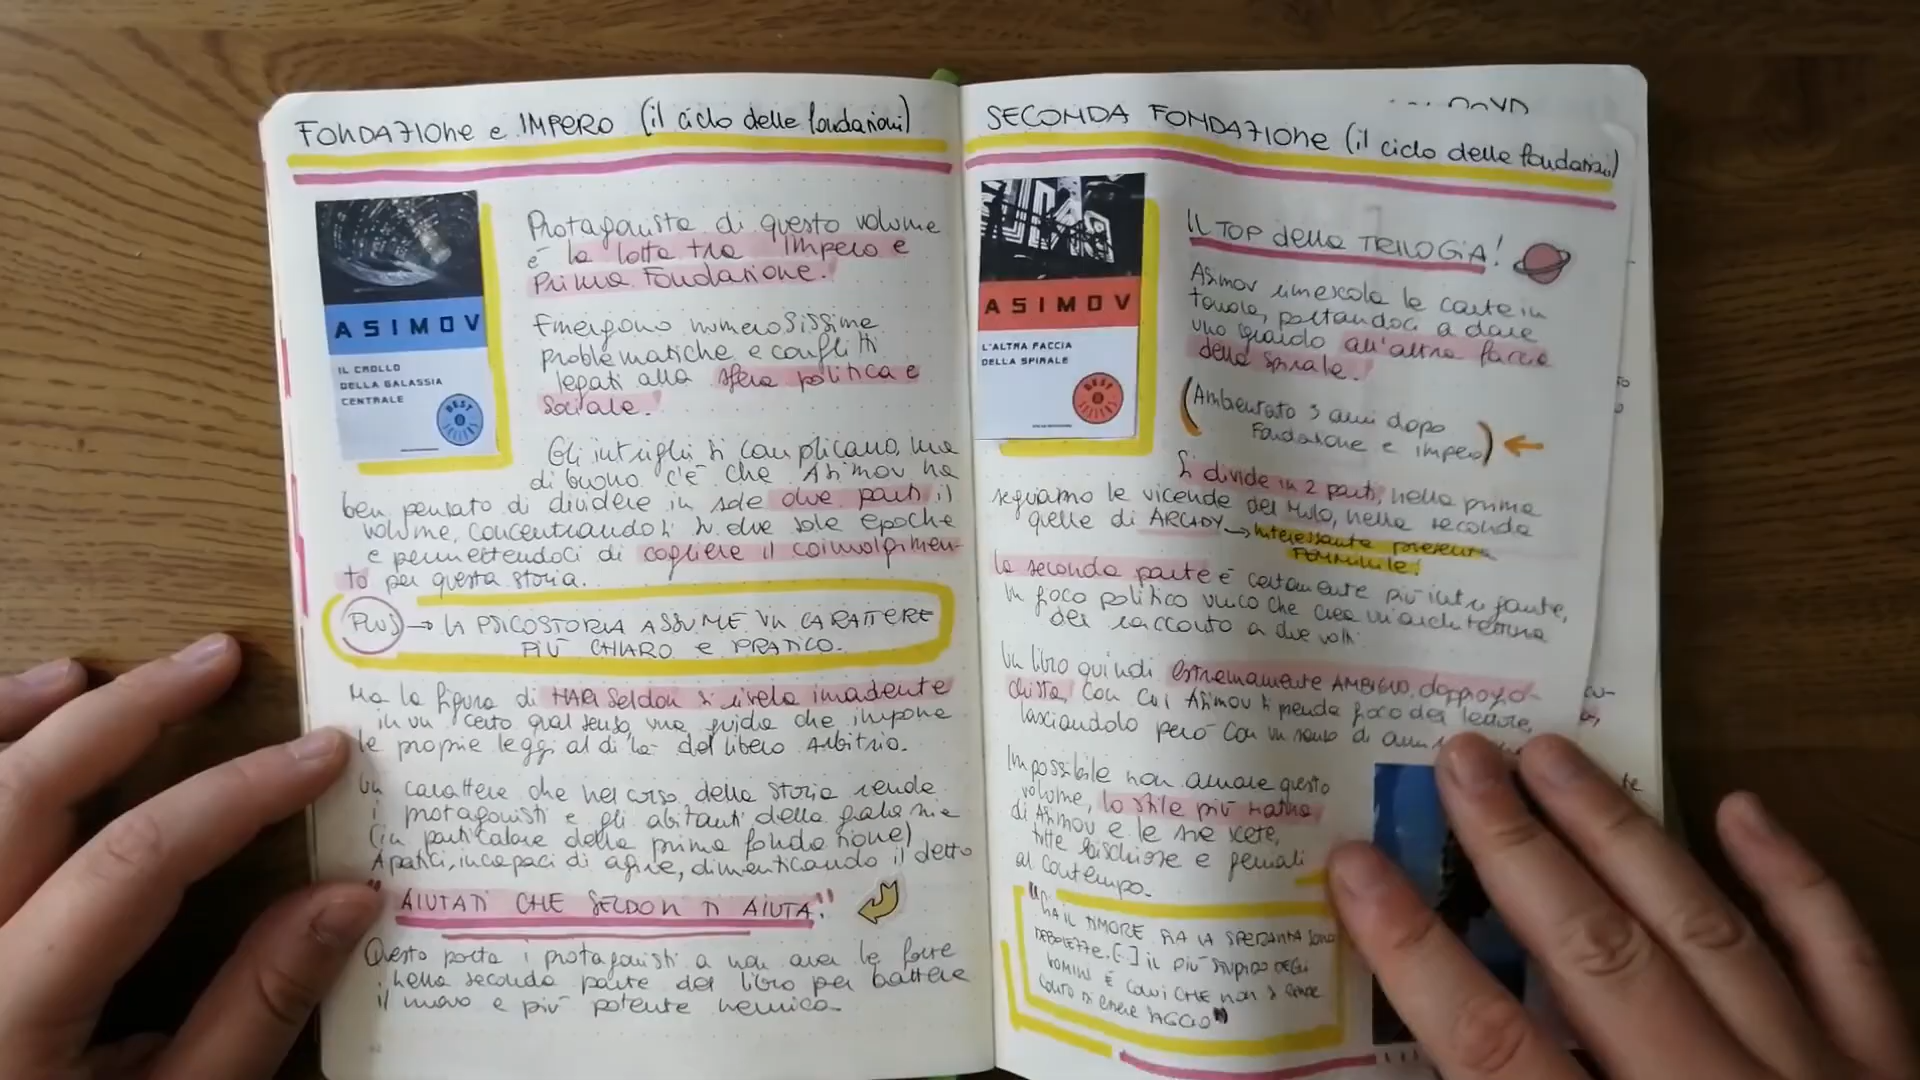 FONDAZIONE e IMPERO (il ciclo delle fondazioni)
ASIMOV
IL CROLLO
DELLA GALASSIA
CENTRALE
BEST
SELLERS
Protagonista di questo volume
è la lotta tra Impero e
Prima Fondazione.
Emergono numerosissime
problematiche e conflitti
legati alla sfera politica e
sociale.
Gli intrighi si complicano, ma
di buono c'è che Asimov ha
ben pensato di dividere in sole due parti il
volume, concentrandosi su due sole epoche
e permettendoci di cogliere il coinvolgimen-
to per questa storia.
PLUS → LA PSICOSTORIA ASSUME UN CARATTERE
PIÙ CHIARO e PRATICO.
Ma la figura di HARI Seldon si rivela invadente
in un certo qual senso, una guida che impone
le proprie leggi al di là del libero arbitrio.
Un carattere che nel corso della storia rende
i protagonisti e gli abitanti della galassia
(in particolare della prima fondazione)
Apatici, incapaci di agire, dimenticando il detto
"AIUTATI CHE SELDON TI AIUTA."
Questo porta i protagonisti a non aver le forze
nella seconda parte del libro per battere
il nuovo e più potente nemico.
SECONDA FONDAZIONE (il ciclo delle fondazioni)
ASIMOV
L'ALTRA FACCIA
DELLA SPIRALE
BEST
SELLERS
IL TOP della TRILOGIA!
Asimov rimescola le carte in
tavola, portandoci a dare
uno sguardo all'altra faccia
della spirale!
(Ambientato 5 anni dopo
Fondazione e impero)
Si divide in 2 parti, nella prima
seguiamo le vicende del Mulo, nella seconda
quelle di ARCADY → Interessante presenza
FEMMINILE!
La seconda parte è certamente più intrigante,
un gioco politico unico che crea un'architettura
del racconto a due volti.
Un libro quindi estremamente AMBIGUO, doppiogio-
chista, con cui Asimov si prende gioco del lettore,
lasciandolo però con un senso di
Impossibile non amare questo
volume, lo stile più
di Asimov e le sue
tutte e geniali
al contempo.
"SIA IL TIMORE SIA LA SPERANZA SONO
DEBOLEZZE. [..] IL PIÙ STUPIDO DEGLI
UOMINI È COLUI CHE NON SI RENDE
CONTO DI ESSERE SAGGIO"